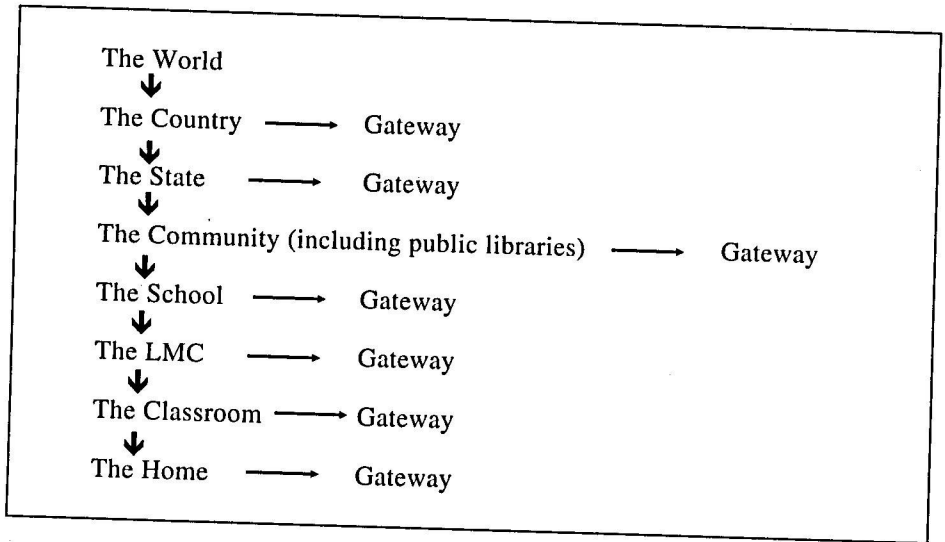 The World
The Country Gateway
The State Gateway
The Community (including public libraries) Gateway
The School Gateway
The LMC Gateway
The Classroom Gateway
The Home Gateway